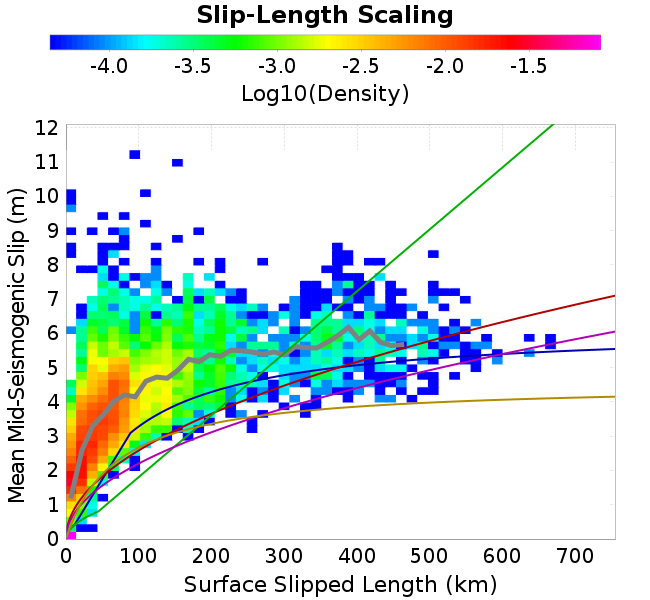 Slip-Length Scaling
-4.0 -3.5 -3.0 -2.5 -2.0 -1.5
Log10(Density)
12
11
10
9
8
7
6
5
4
3
2
1
0
Mean Mid-Seismogenic Slip (m)
0 100 200 300 400 500 600 700
Surface Slipped Length (km)